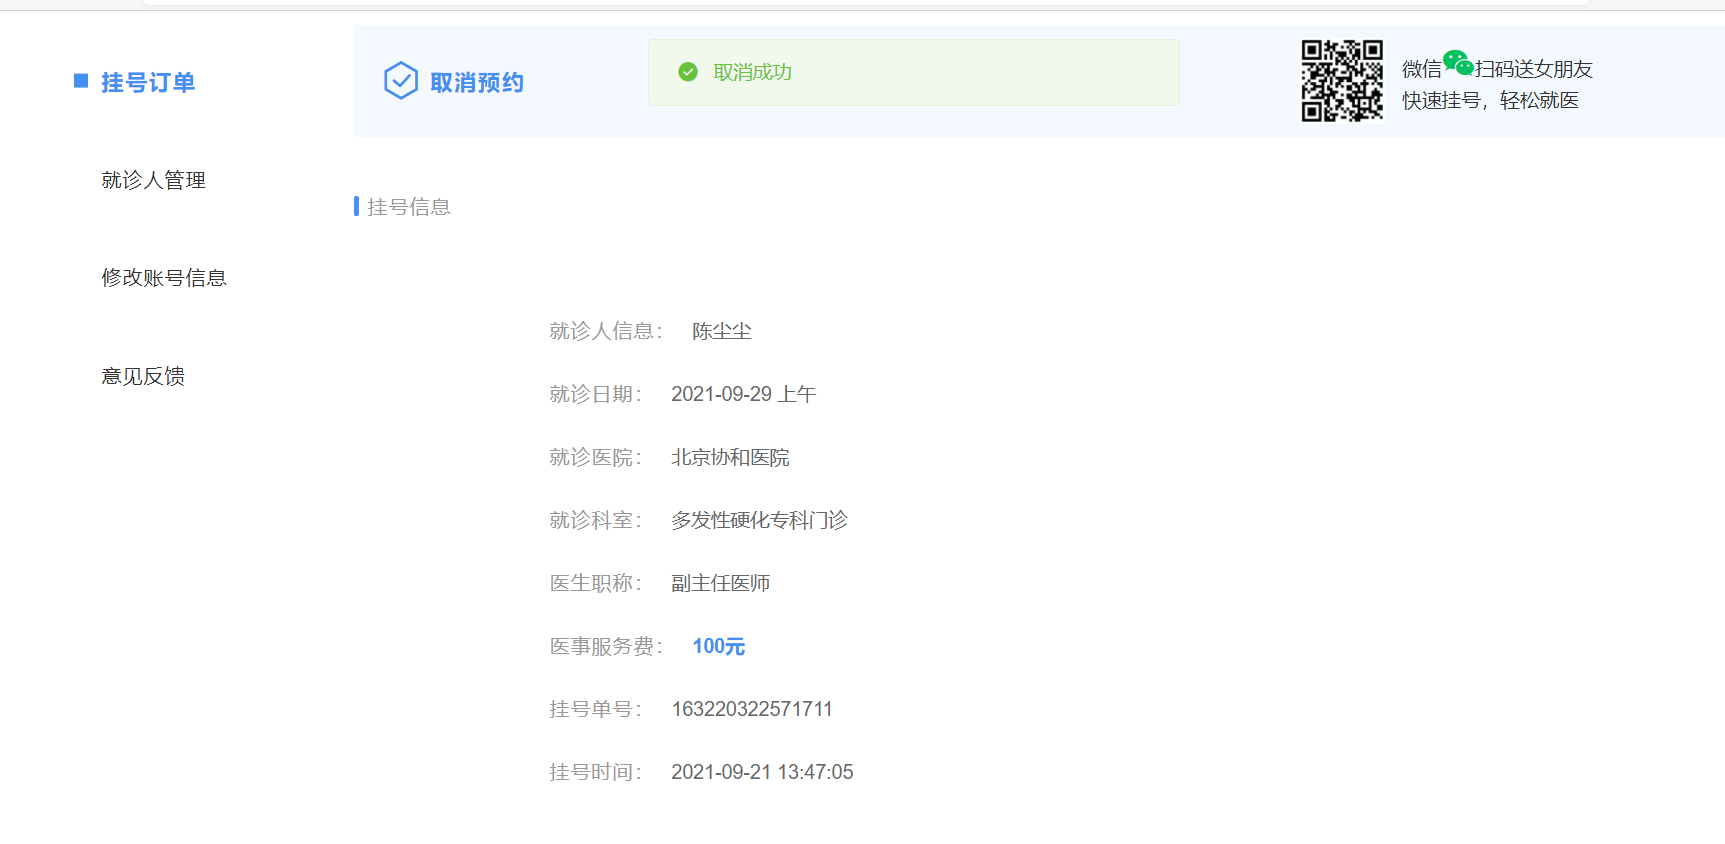 挂号订单
就诊人管理
修改账号信息
意见反馈
取消预约
取消成功
微信扫码送女朋友
快速挂号，轻松就医
挂号信息
就诊人信息： 陈尘尘
就诊日期： 2021-09-29 上午
就诊医院： 北京协和医院
就诊科室： 多发性硬化专科门诊
医生职称： 副主任医师
医事服务费： 100元
挂号单号： 163220322571711
挂号时间： 2021-09-21 13:47:05